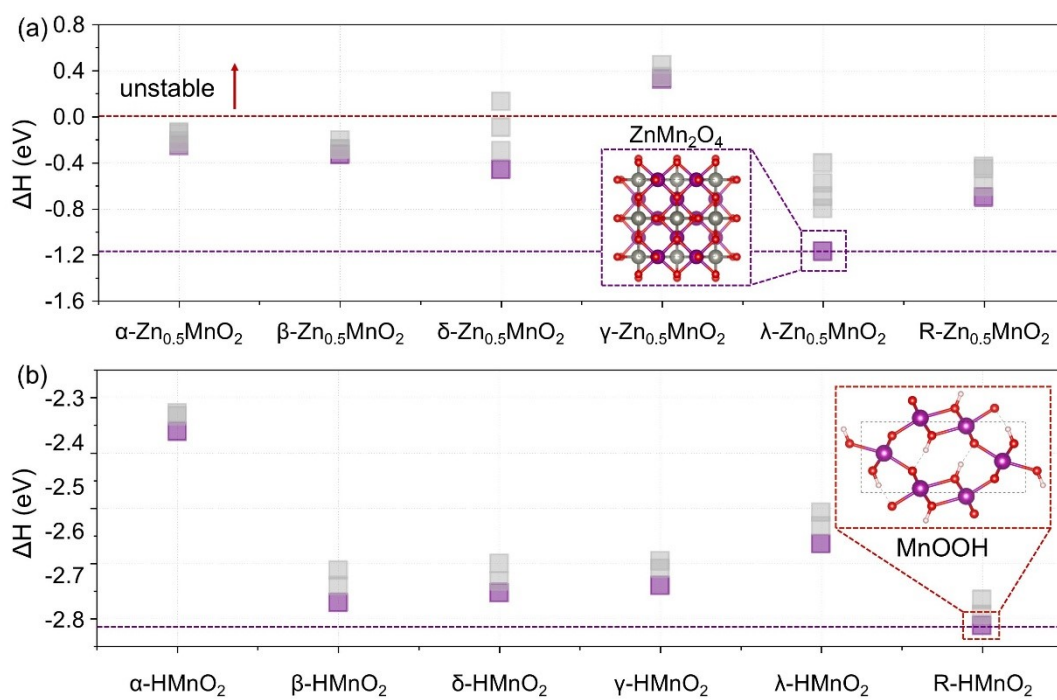 (a)
0.8
0.4
0.0
-0.4
-0.8
-1.2
-1.6
ΔH (eV)
unstable
ZnMn₂O₄
α-Zn₀.₅MnO₂ β-Zn₀.₅MnO₂ δ-Zn₀.₅MnO₂ γ-Zn₀.₅MnO₂ λ-Zn₀.₅MnO₂ R-Zn₀.₅MnO₂
(b)
-2.3
-2.4
-2.5
-2.6
-2.7
-2.8
ΔH (eV)
MnOOH
α-HMnO₂ β-HMnO₂ δ-HMnO₂ γ-HMnO₂ λ-HMnO₂ R-HMnO₂